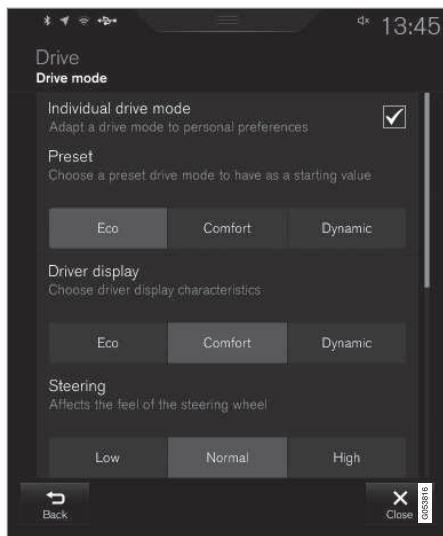 13:45
Drive
Drive mode
Individual drive mode
Adapt a drive mode to personal preferences
Preset
Choose a preset drive mode to have as a starting value
Eco Comfort Dynamic
Driver display
Choose driver display characteristics
Eco Comfort Dynamic
Steering
Affects the feel of the steering wheel
Low Normal High
Back Close
G053816